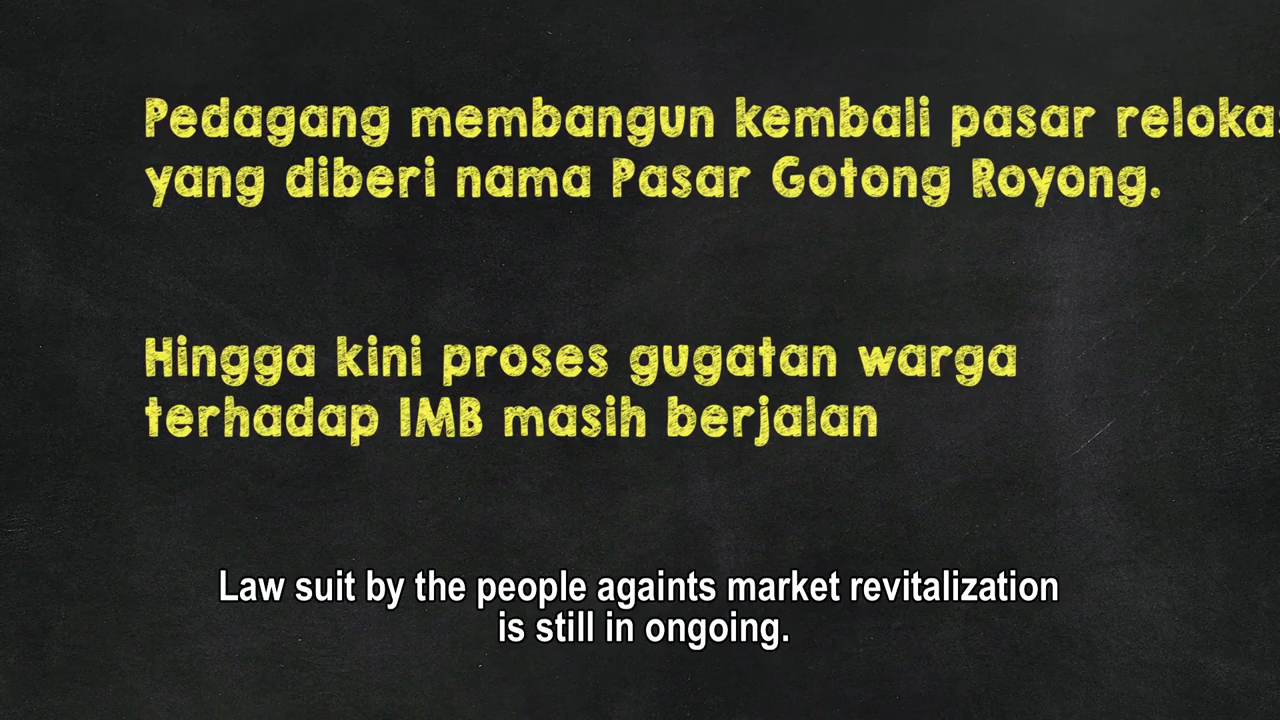 Pedagang membangun kembali pasar reloka
yang diberi nama Pasar Gotong Royong.
Hingga kini proses gugatan warga
terhadap IMB masih berjalan
Law suit by the people againts market revitalization
is still in ongoing.